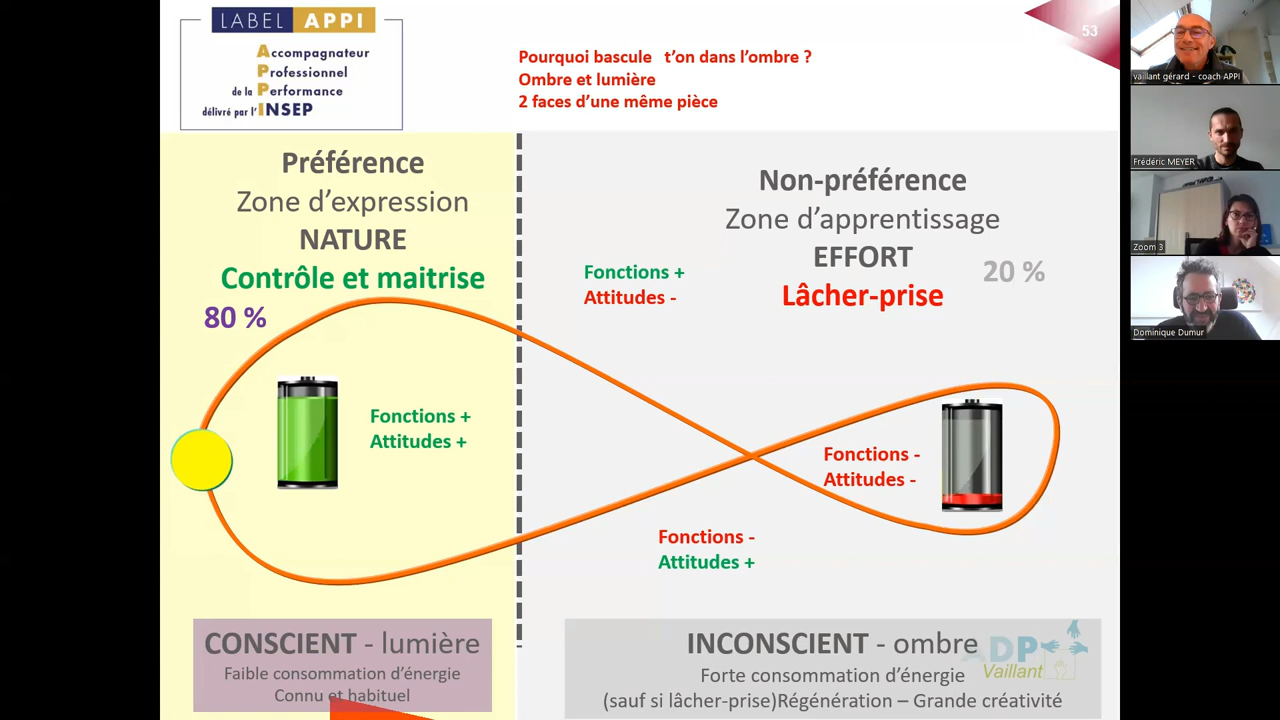 LABEL APPI
Accompagnateur
Professionnel
de la Performance
délivré par l'INSEP
Pourquoi bascule t'on dans l'ombre ?
Ombre et lumière
2 faces d'une même pièce
53
Préférence
Zone d'expression
NATURE
Contrôle et maitrise
80 %
Non-préférence
Zone d'apprentissage
EFFORT
Lâcher-prise
20 %
Fonctions +
Attitudes -
Fonctions +
Attitudes +
Fonctions -
Attitudes -
Fonctions -
Attitudes +
CONSCIENT - lumière
Faible consommation d'énergie
Connu et habituel
INCONSCIENT - ombre
Forte consommation d'énergie
(sauf si lâcher-prise)Régénération – Grande créativité
ADP
Vaillant
vaillant gérard - coach APPI
Frédéric MEYER
Zoom 3
Dominique Dumur